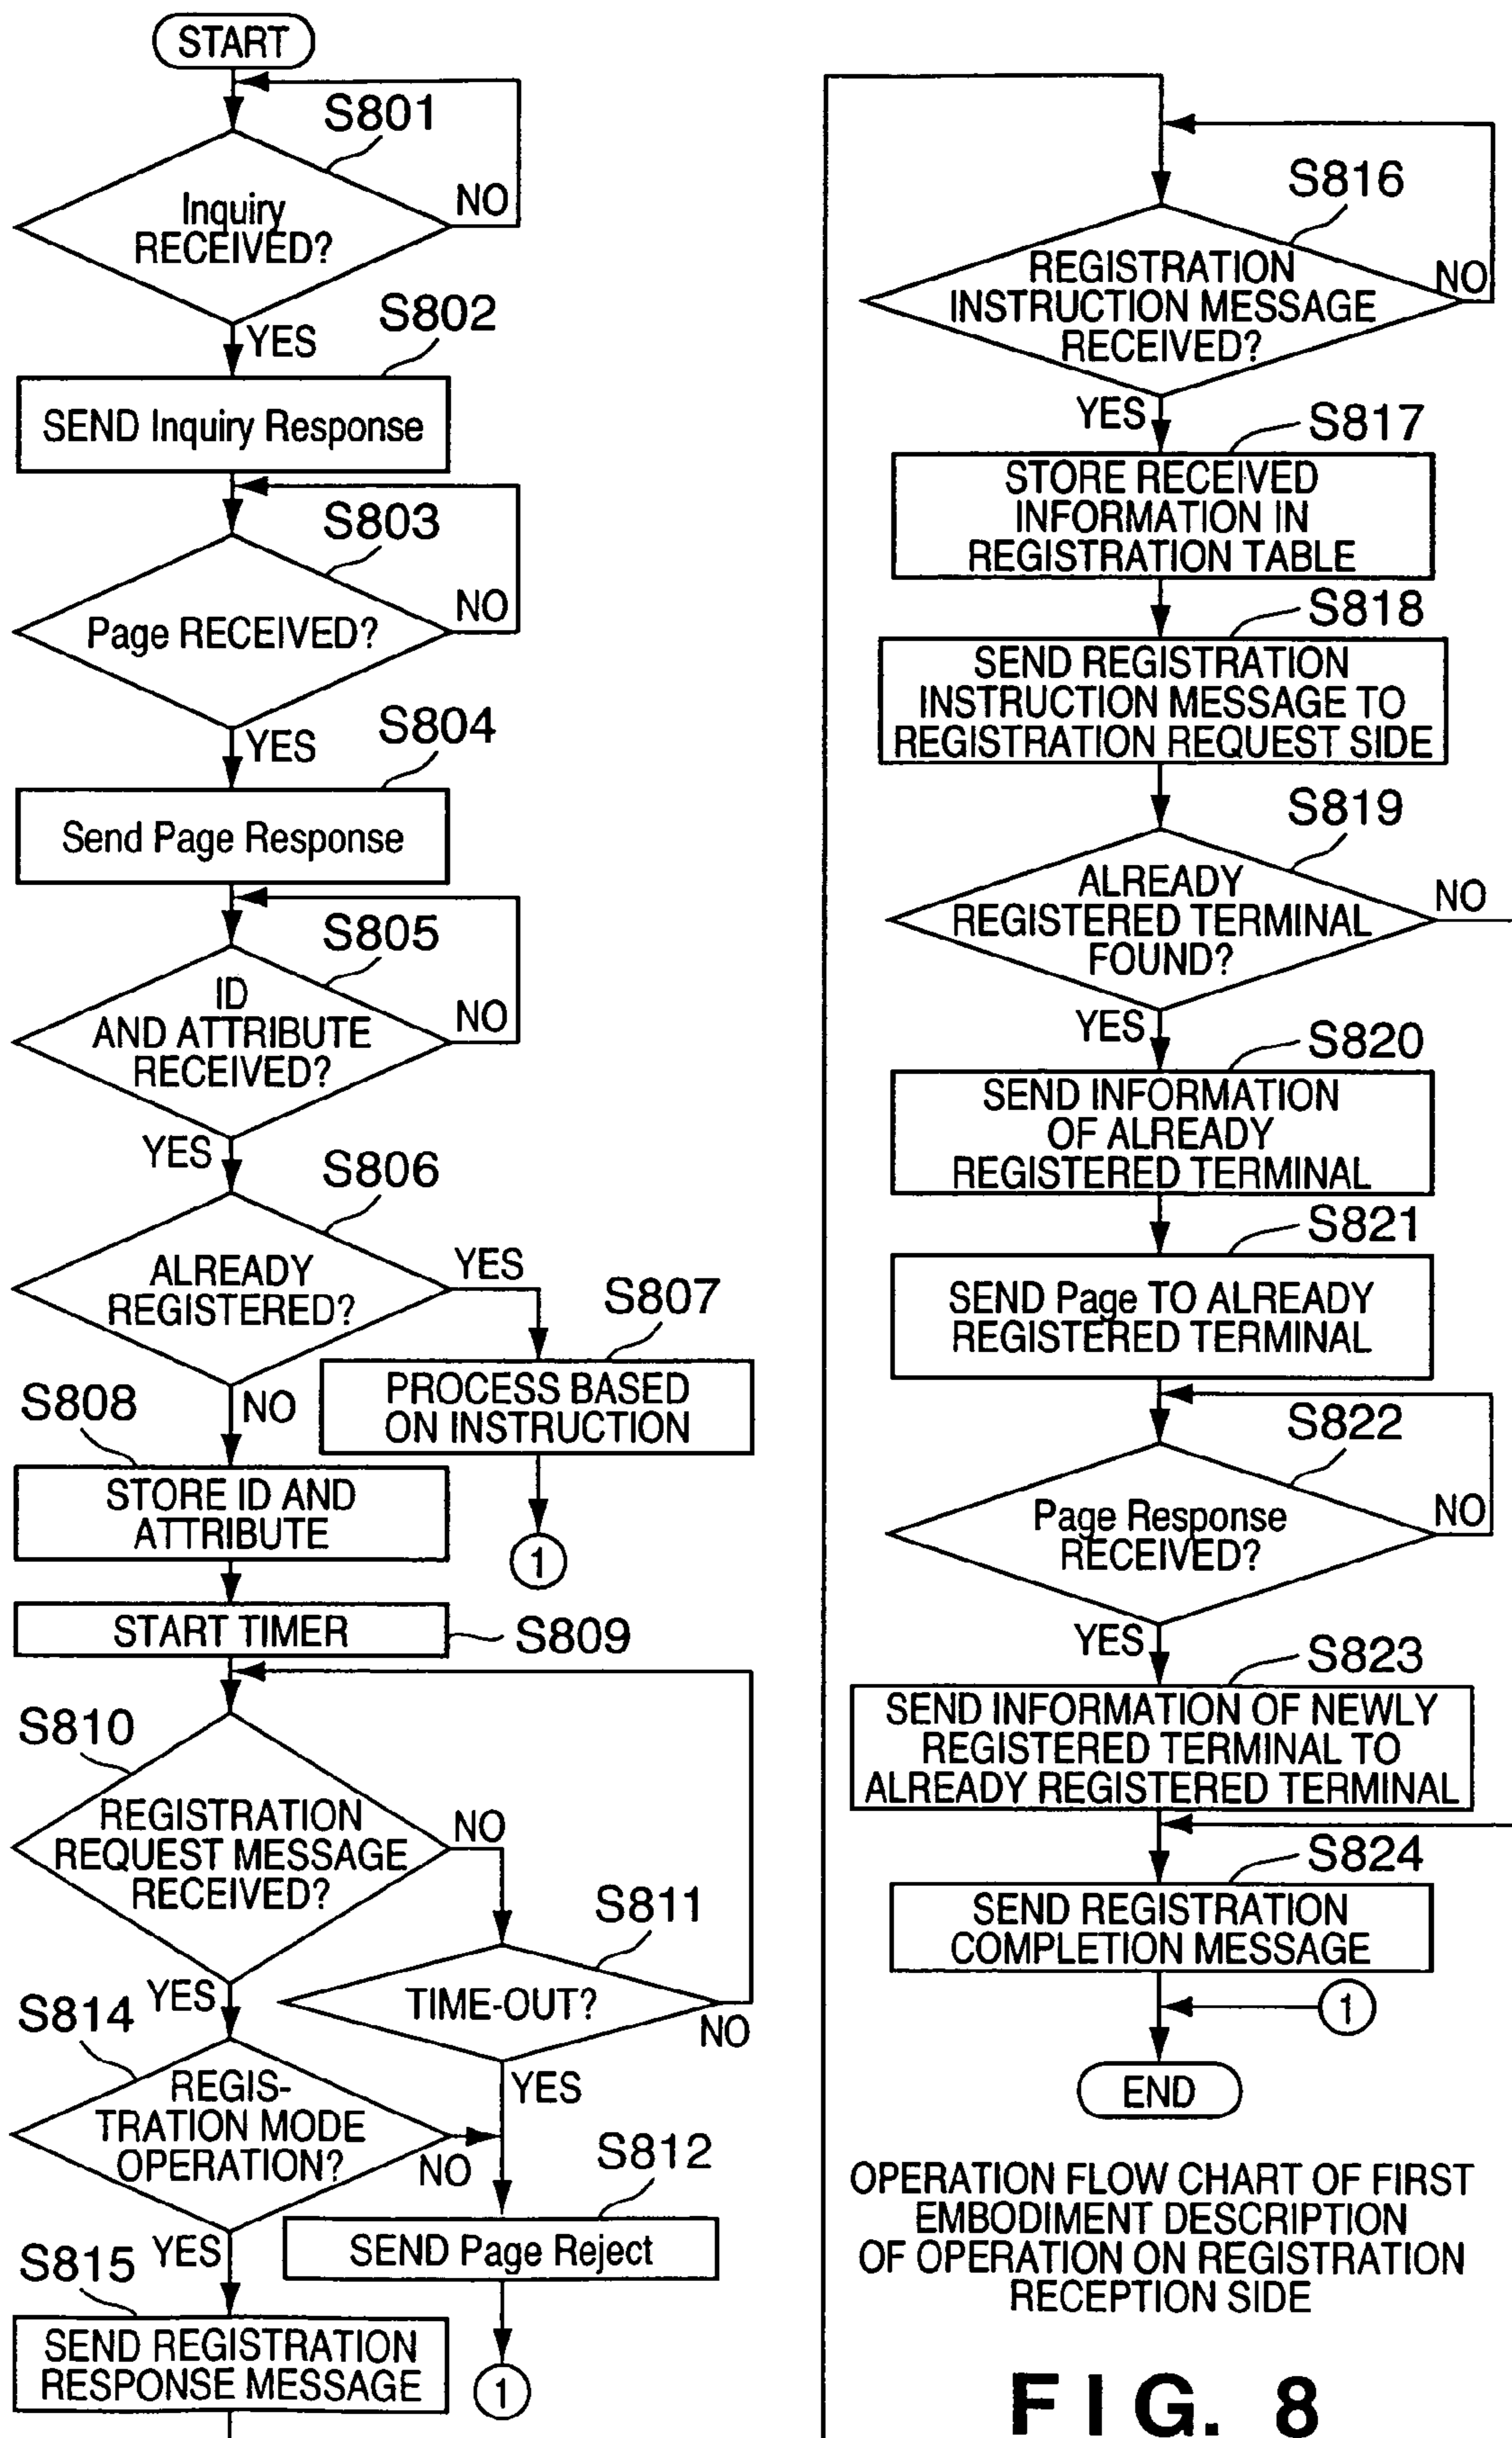 START
S801
Inquiry
RECEIVED?
NO
YES
S802
SEND Inquiry Response
S803
Page RECEIVED?
NO
YES
S804
Send Page Response
S805
ID
AND ATTRIBUTE
RECEIVED?
NO
YES
S806
ALREADY
REGISTERED?
YES
S807
PROCESS BASED
ON INSTRUCTION
1
NO
S808
STORE ID AND
ATTRIBUTE
START TIMER
S809
S810
REGISTRATION
REQUEST MESSAGE
RECEIVED?
NO
S811
TIME-OUT?
NO
YES
YES
S814
REGIS-
TRATION MODE
OPERATION?
NO
S812
SEND Page Reject
1
YES
S815
SEND REGISTRATION
RESPONSE MESSAGE
S816
REGISTRATION
INSTRUCTION MESSAGE
RECEIVED?
NO
YES
S817
STORE RECEIVED
INFORMATION IN
REGISTRATION TABLE
S818
SEND REGISTRATION
INSTRUCTION MESSAGE TO
REGISTRATION REQUEST SIDE
S819
ALREADY
REGISTERED TERMINAL
FOUND?
NO
YES
S820
SEND INFORMATION
OF ALREADY
REGISTERED TERMINAL
S821
SEND Page TO ALREADY
REGISTERED TERMINAL
S822
Page Response
RECEIVED?
NO
YES
S823
SEND INFORMATION OF NEWLY
REGISTERED TERMINAL TO
ALREADY REGISTERED TERMINAL
S824
SEND REGISTRATION
COMPLETION MESSAGE
1
END
OPERATION FLOW CHART OF FIRST
EMBODIMENT DESCRIPTION
OF OPERATION ON REGISTRATION
RECEPTION SIDE
FIG. 8